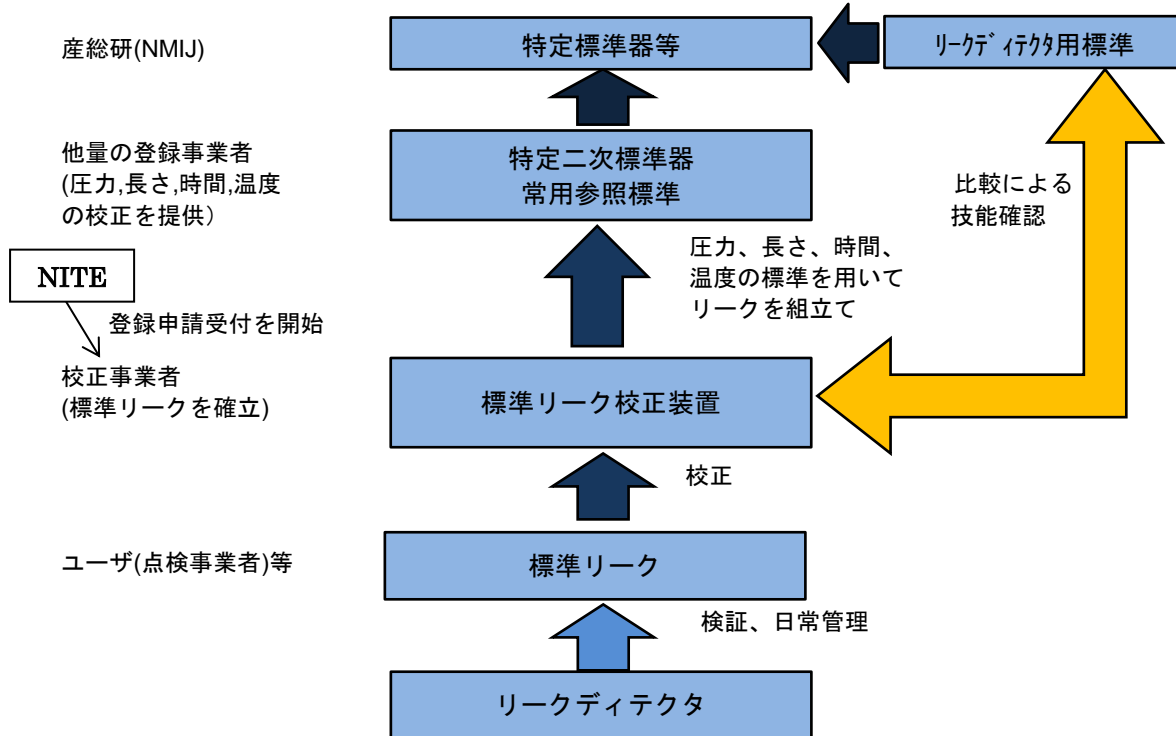 産総研(NMIJ)
特定標準器等
ﾘｰｸﾃﾞｨﾃｸﾀ用標準
他量の登録事業者
(圧力,長さ,時間,温度
の校正を提供）
特定二次標準器
常用参照標準
比較による
技能確認
圧力、長さ、時間、
温度の標準を用いて
リークを組立て
NITE
登録申請受付を開始
校正事業者
(標準リークを確立)
標準リーク校正装置
校正
ユーザ(点検事業者)等
標準リーク
検証、日常管理
リークディテクタ